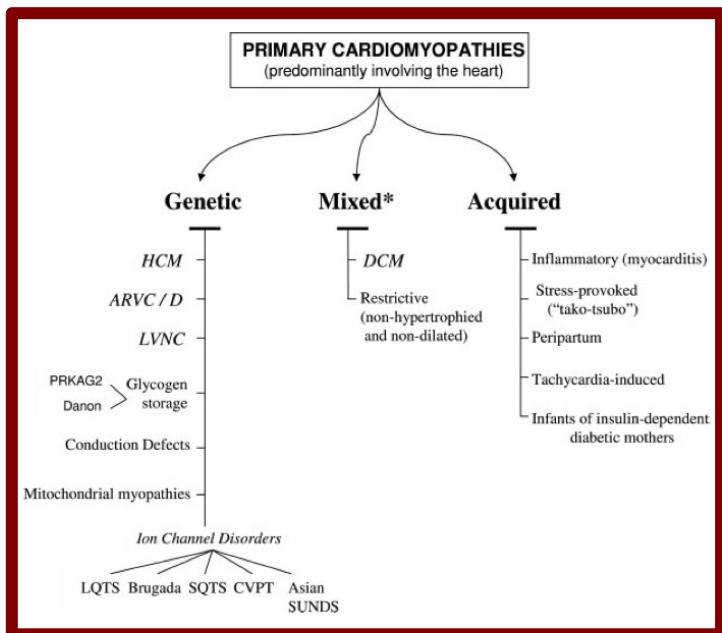 PRIMARY CARDIOMYOPATHIES
(predominantly involving the heart)
Genetic
HCM
ARVC / D
LVNC
PRKAG2
Danon
Glycogen
storage
Conduction Defects
Mitochondrial myopathies
Ion Channel Disorders
LQTS
Brugada
SQTS
CVPT
Asian
SUNDS
Mixed*
DCM
Restrictive
(non-hypertrophied
and non-dilated)
Acquired
Inflammatory (myocarditis)
Stress-provoked
(“tako-tsubo”)
Peripartum
Tachycardia-induced
Infants of insulin-dependent
diabetic mothers